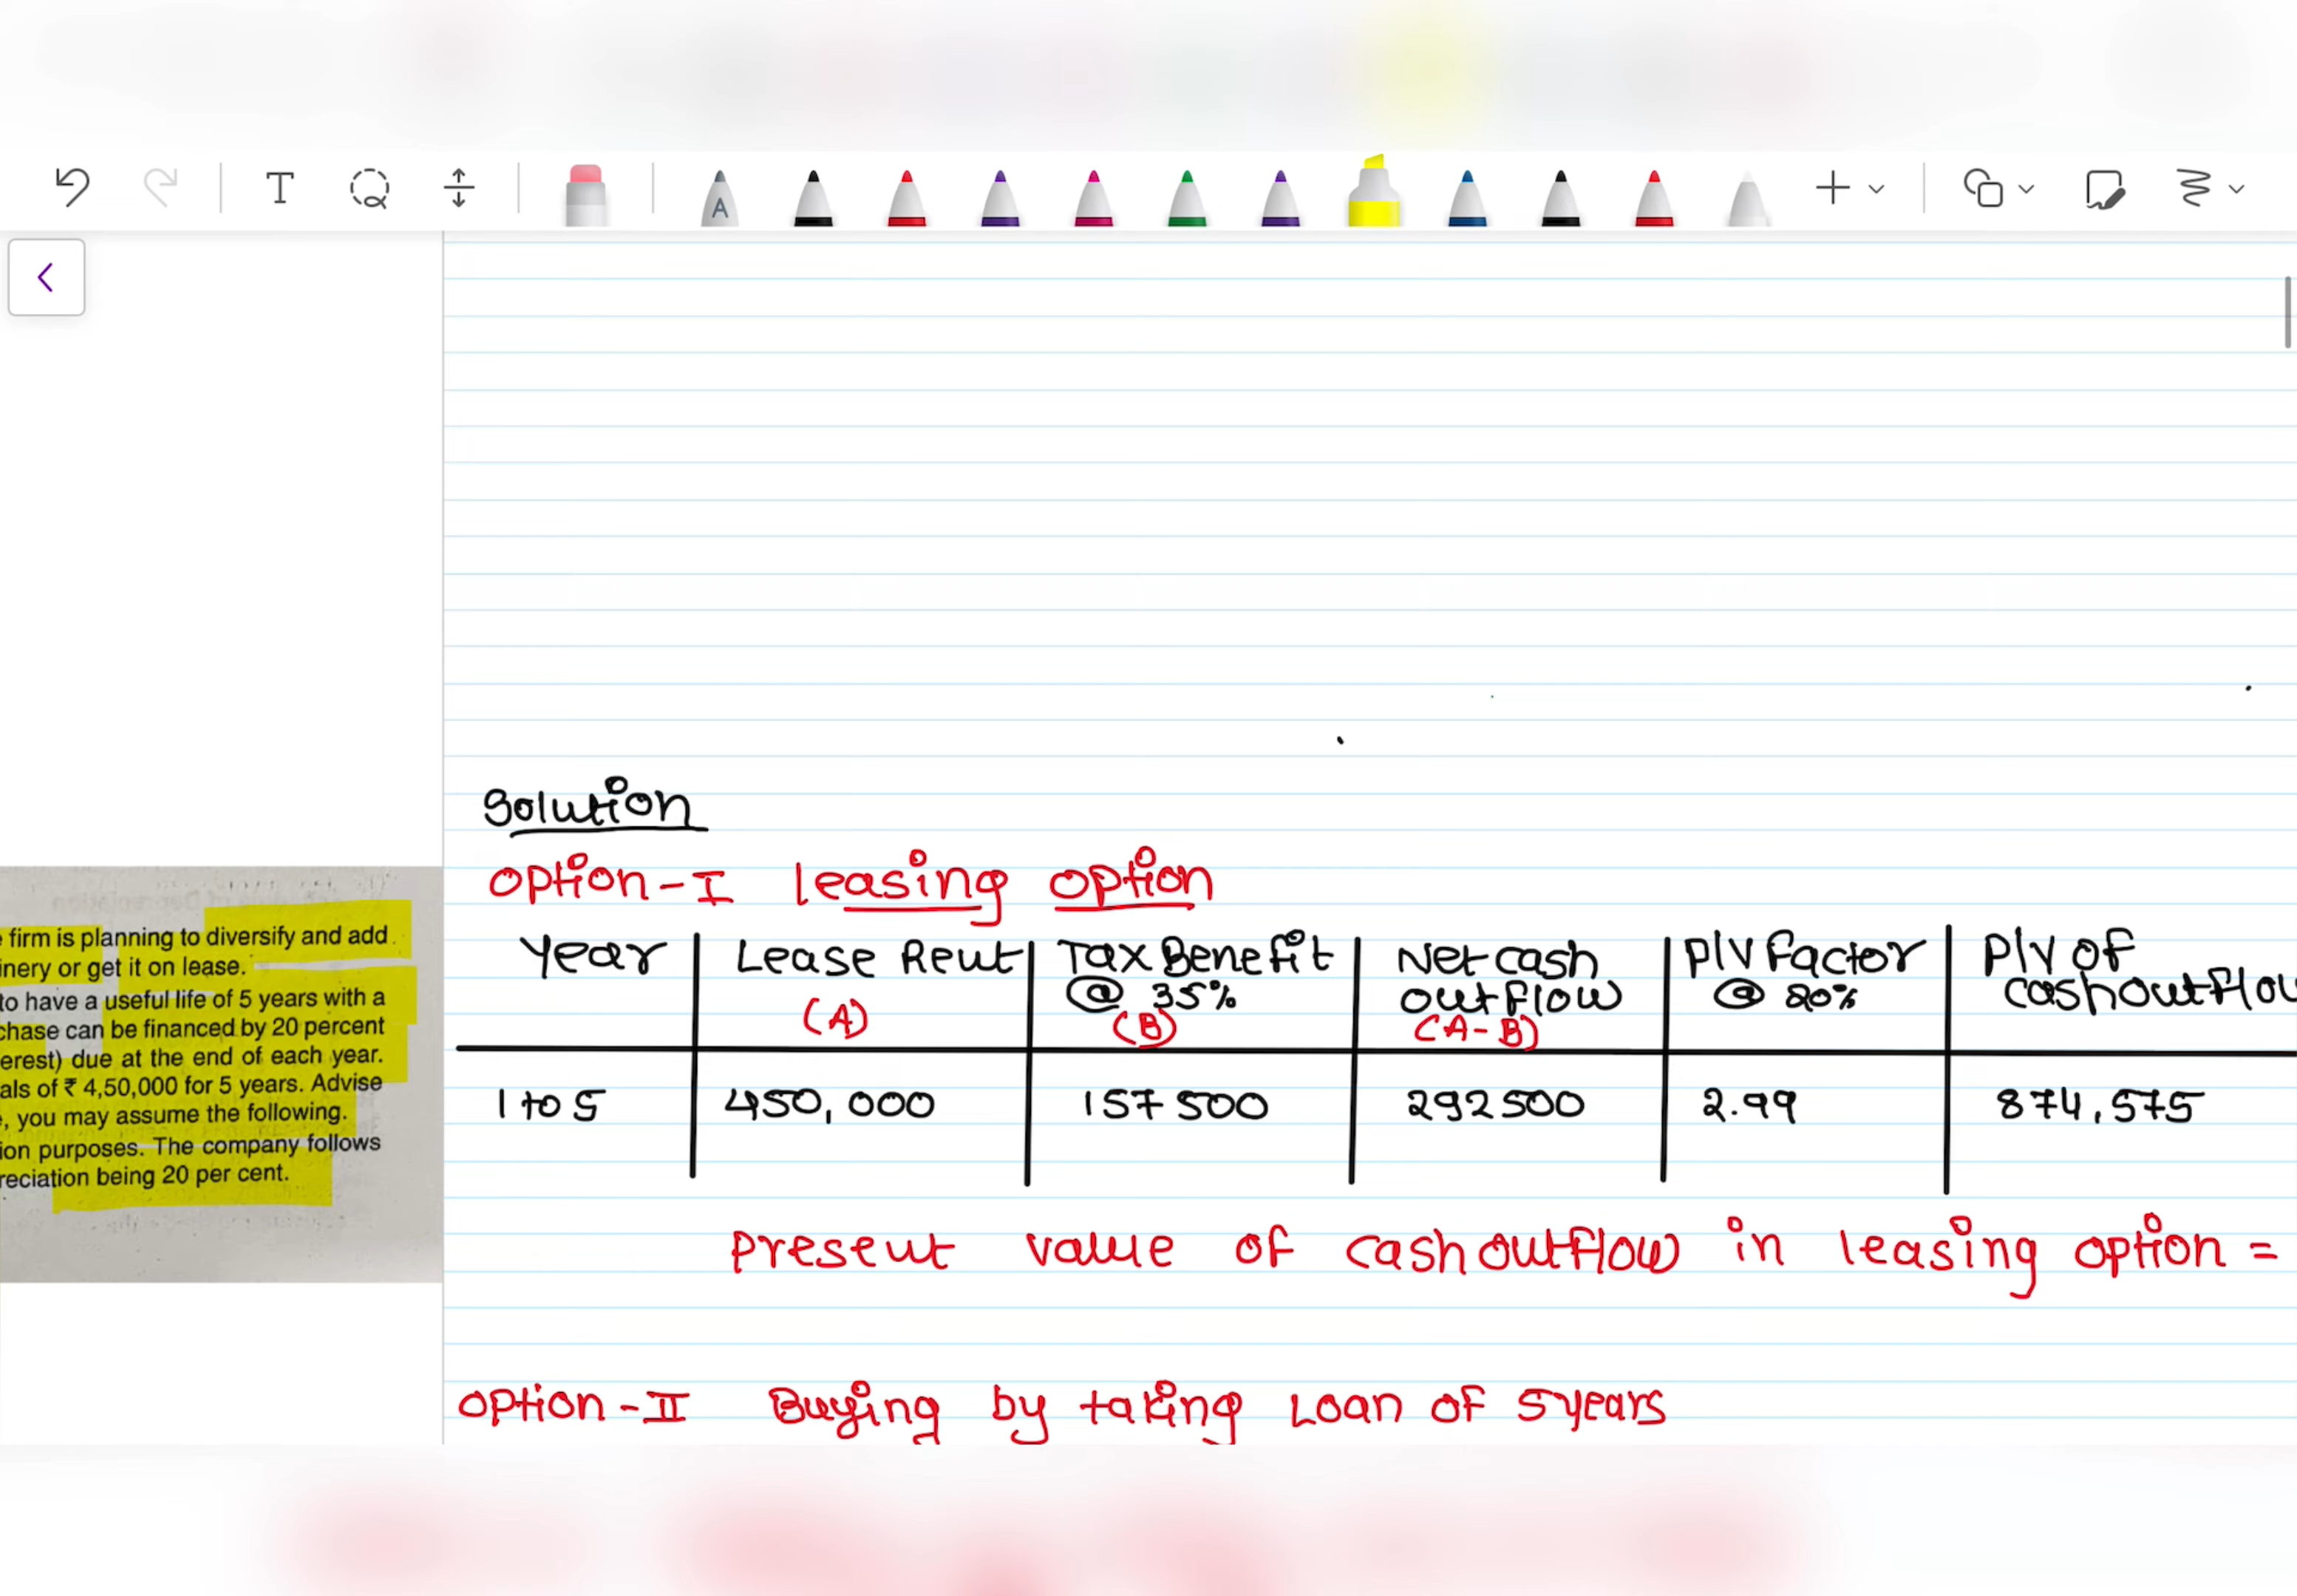 T
A
firm is planning to diversify and add
inery or get it on lease.
to have a useful life of 5 years with a
chase can be financed by 20 percent
erest) due at the end of each year.
als of ₹ 4,50,000 for 5 years. Advise
, you may assume the following.
ion purposes. The company follows
reciation being 20 per cent.
Solution
Option-I leasing option
Year Lease Rent (A) Tax Benefit @ 35% (B) Net cash outflow (A-B) P/V Factor @ 20% P/V OF cashoutflow
1 to 5 450,000 157500 292500 2.99 874,575
Present value of cash outflow in leasing option =
Option-II Buying by taking Loan of 5years